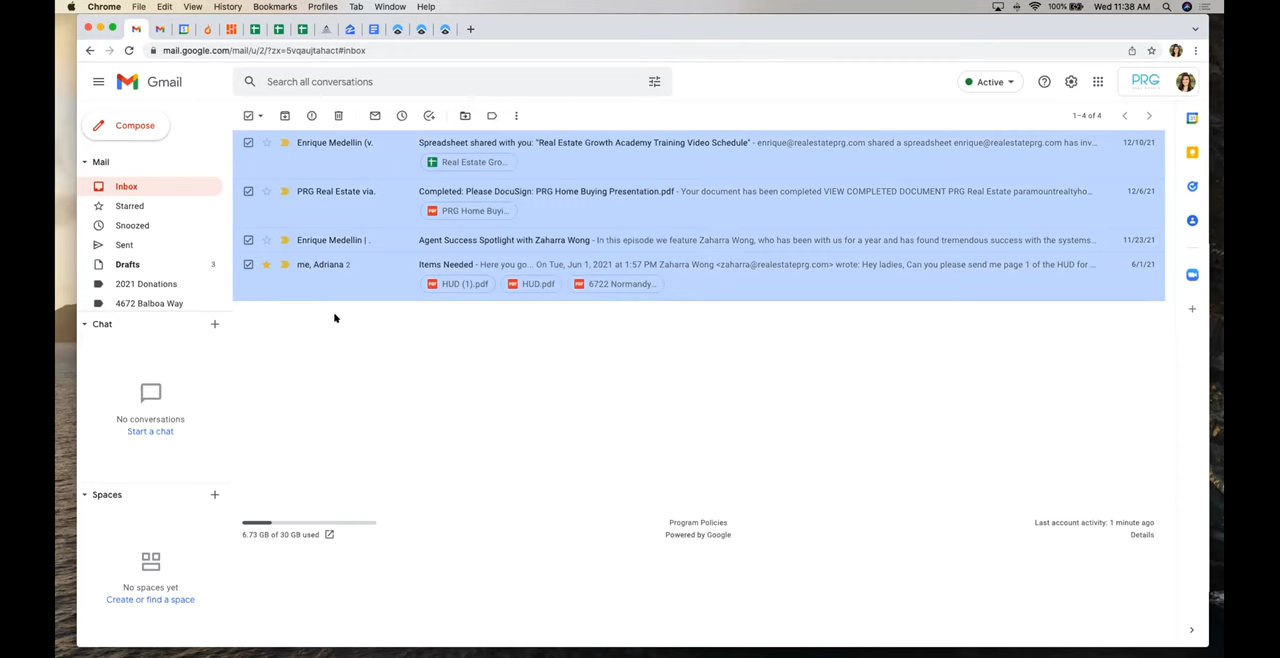 Chrome File Edit View History Bookmarks Profiles Tab Window Help 100% Wed 11:38 AM
mail.google.com/mail/u/2/?zx=5vqaujtahact#inbox
Gmail Search all conversations Active PRG
REAL ESTATE
Compose 1–4 of 4
Mail
Inbox
Starred
Snoozed
Sent
Drafts 3
2021 Donations
4672 Balboa Way
Enrique Medellin (v. Spreadsheet shared with you: "Real Estate Growth Academy Training Video Schedule" - enrique@realestateprg.com shared a spreadsheet enrique@realestateprg.com has inv... 12/10/21
Real Estate Gro...
PRG Real Estate via. Completed: Please DocuSign: PRG Home Buying Presentation.pdf - Your document has been completed VIEW COMPLETED DOCUMENT PRG Real Estate paramountrealtyho... 12/6/21
PRG Home Buyi...
Enrique Medellin | . Agent Success Spotlight with Zaharra Wong - In this episode we feature Zaharra Wong, who has been with us for a year and has found tremendous success with the systems... 11/23/21
me, Adriana 2 Items Needed - Here you go... On Tue, Jun 1, 2021 at 1:57 PM Zaharra Wong <zaharra@realestateprg.com> wrote: Hey ladies, Can you please send me page 1 of the HUD for ... 6/1/21
HUD (1).pdf HUD.pdf 6722 Normandy...
Chat
No conversations
Start a chat
Spaces
No spaces yet
Create or find a space
6.73 GB of 30 GB used
Program Policies
Powered by Google
Last account activity: 1 minute ago
Details